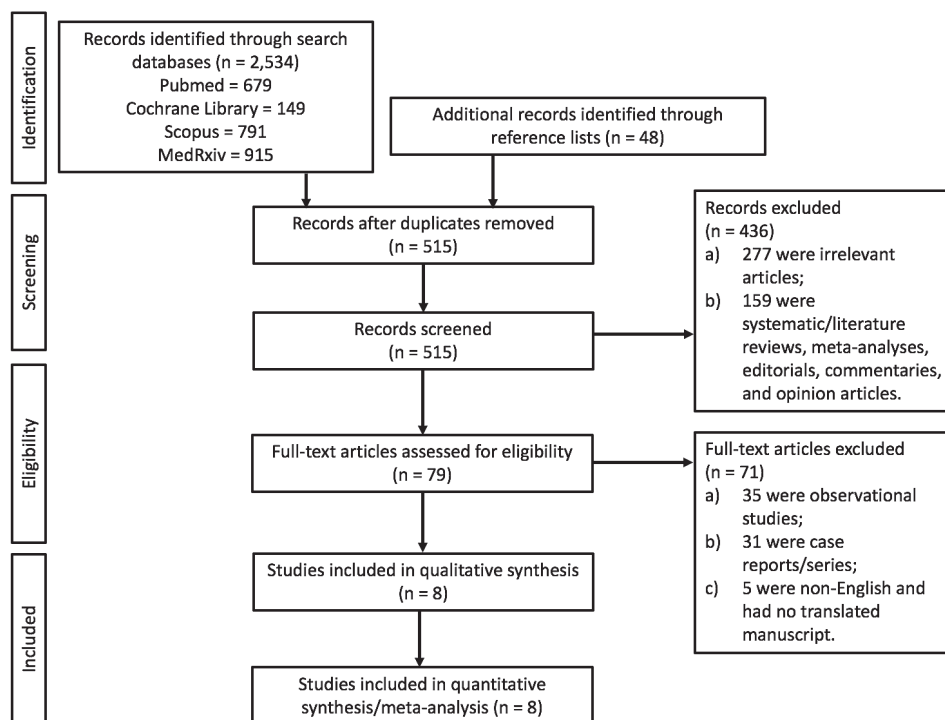 Identification
Records identified through search
databases (n = 2,534)
Pubmed = 679
Cochrane Library = 149
Scopus = 791
MedRxiv = 915
Additional records identified through
reference lists (n = 48)
Screening
Records after duplicates removed
(n = 515)
Records screened
(n = 515)
Records excluded
(n = 436)
a) 277 were irrelevant
articles;
b) 159 were
systematic/literature
reviews, meta-analyses,
editorials, commentaries,
and opinion articles.
Eligibility
Full-text articles assessed for eligibility
(n = 79)
Full-text articles excluded
(n = 71)
a) 35 were observational
studies;
b) 31 were case
reports/series;
c) 5 were non-English and
had no translated
manuscript.
Included
Studies included in qualitative synthesis
(n = 8)
Studies included in quantitative
synthesis/meta-analysis (n = 8)